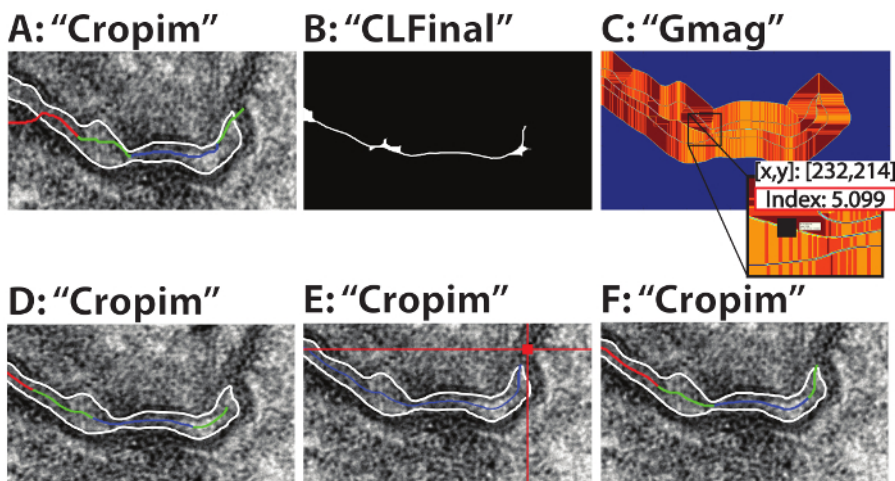 A: “Cropim”
B: “CLFinal”
C: “Gmag”
[x,y]: [232,214]
Index: 5.099
D: “Cropim”
E: “Cropim”
F: “Cropim”